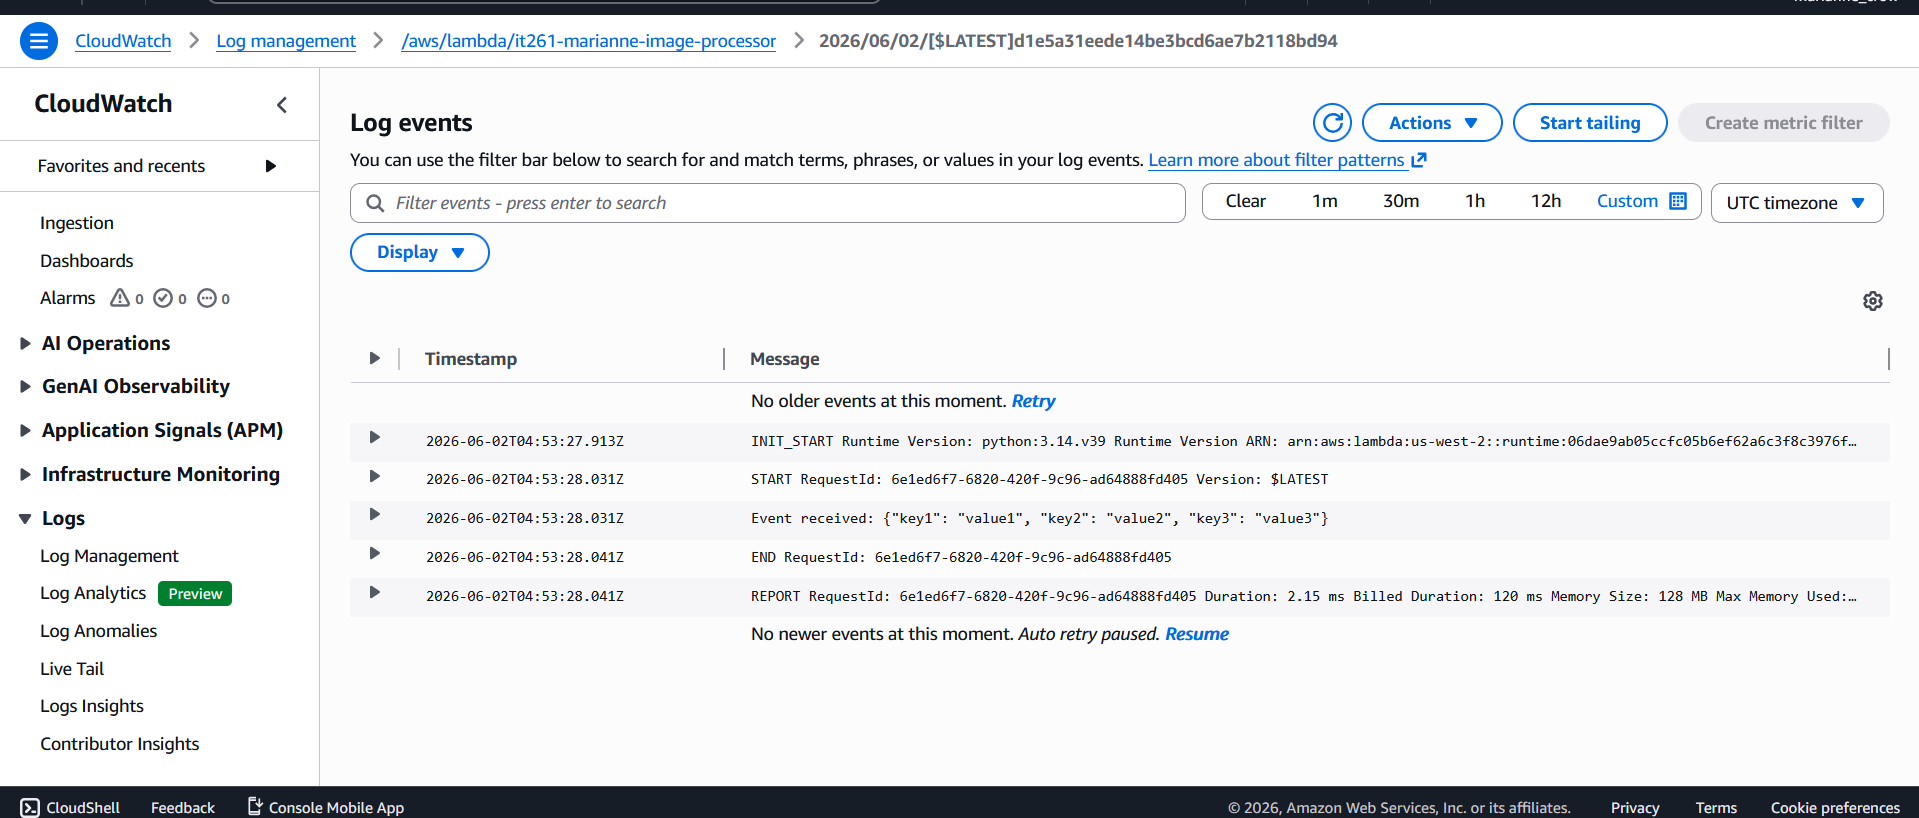 CloudWatch
Log management
/aws/lambda/it261-marianne-image-processor
2026/06/02/[$LATEST]d1e5a31eede14be3bcd6ae7b2118bd94
CloudWatch
Favorites and recents
Ingestion
Dashboards
Alarms 0 0 0
AI Operations
GenAI Observability
Application Signals (APM)
Infrastructure Monitoring
Logs
Log Management
Log Analytics Preview
Log Anomalies
Live Tail
Logs Insights
Contributor Insights
Log events
Actions
Start tailing
Create metric filter
You can use the filter bar below to search for and match terms, phrases, or values in your log events. Learn more about filter patterns
Filter events - press enter to search
Clear 1m 30m 1h 12h Custom
UTC timezone
Display
Timestamp Message
No older events at this moment. Retry
2026-06-02T04:53:27.913Z INIT_START Runtime Version: python:3.14.v39 Runtime Version ARN: arn:aws:lambda:us-west-2::runtime:06dae9ab05ccfc05b6ef62a6c3f8c3976f…
2026-06-02T04:53:28.031Z START RequestId: 6e1ed6f7-6820-420f-9c96-ad64888fd405 Version: $LATEST
2026-06-02T04:53:28.031Z Event received: {"key1": "value1", "key2": "value2", "key3": "value3"}
2026-06-02T04:53:28.041Z END RequestId: 6e1ed6f7-6820-420f-9c96-ad64888fd405
2026-06-02T04:53:28.041Z REPORT RequestId: 6e1ed6f7-6820-420f-9c96-ad64888fd405 Duration: 2.15 ms Billed Duration: 120 ms Memory Size: 128 MB Max Memory Used:…
No newer events at this moment. Auto retry paused. Resume
CloudShell Feedback Console Mobile App
© 2026, Amazon Web Services, Inc. or its affiliates. Privacy Terms Cookie preferences